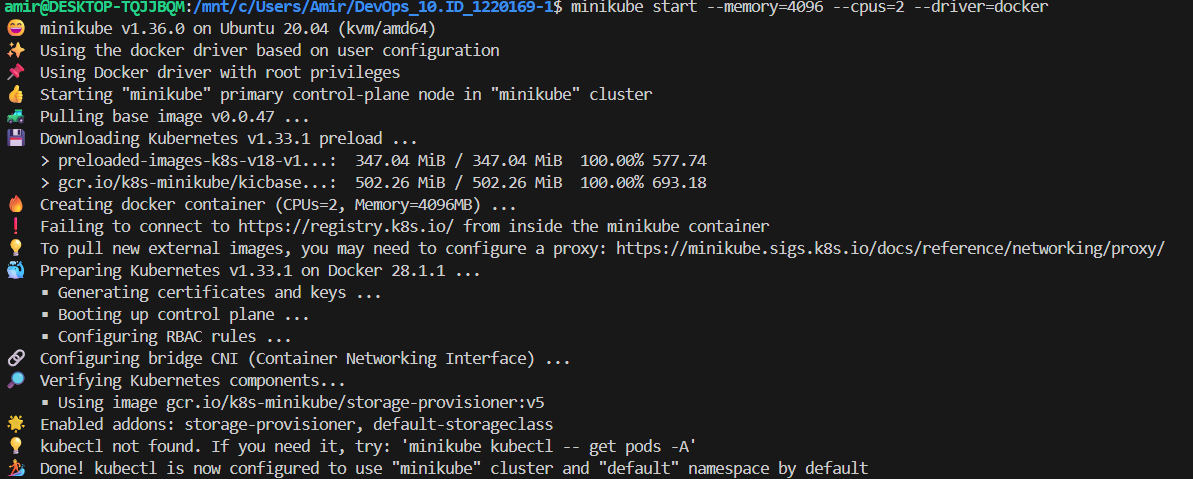 amir@DESKTOP-TQJJBQM:/mnt/c/Users/Amir/DevOps_10.ID_1220169-1$ minikube start --memory=4096 --cpus=2 --driver=docker
😄 minikube v1.36.0 on Ubuntu 20.04 (kvm/amd64)
✨ Using the docker driver based on user configuration
📌 Using Docker driver with root privileges
👍 Starting "minikube" primary control-plane node in "minikube" cluster
🚜 Pulling base image v0.0.47 ...
💾 Downloading Kubernetes v1.33.1 preload ...
> preloaded-images-k8s-v18-v1...: 347.04 MiB / 347.04 MiB 100.00% 577.74
> gcr.io/k8s-minikube/kicbase...: 502.26 MiB / 502.26 MiB 100.00% 693.18
🔥 Creating docker container (CPUs=2, Memory=4096MB) ...
❗ Failing to connect to https://registry.k8s.io/ from inside the minikube container
💡 To pull new external images, you may need to configure a proxy: https://minikube.sigs.k8s.io/docs/reference/networking/proxy/
🐳 Preparing Kubernetes v1.33.1 on Docker 28.1.1 ...
▪ Generating certificates and keys ...
▪ Booting up control plane ...
▪ Configuring RBAC rules ...
🔗 Configuring bridge CNI (Container Networking Interface) ...
🔎 Verifying Kubernetes components...
▪ Using image gcr.io/k8s-minikube/storage-provisioner:v5
🌟 Enabled addons: storage-provisioner, default-storageclass
💡 kubectl not found. If you need it, try: 'minikube kubectl -- get pods -A'
🏄 Done! kubectl is now configured to use "minikube" cluster and "default" namespace by default